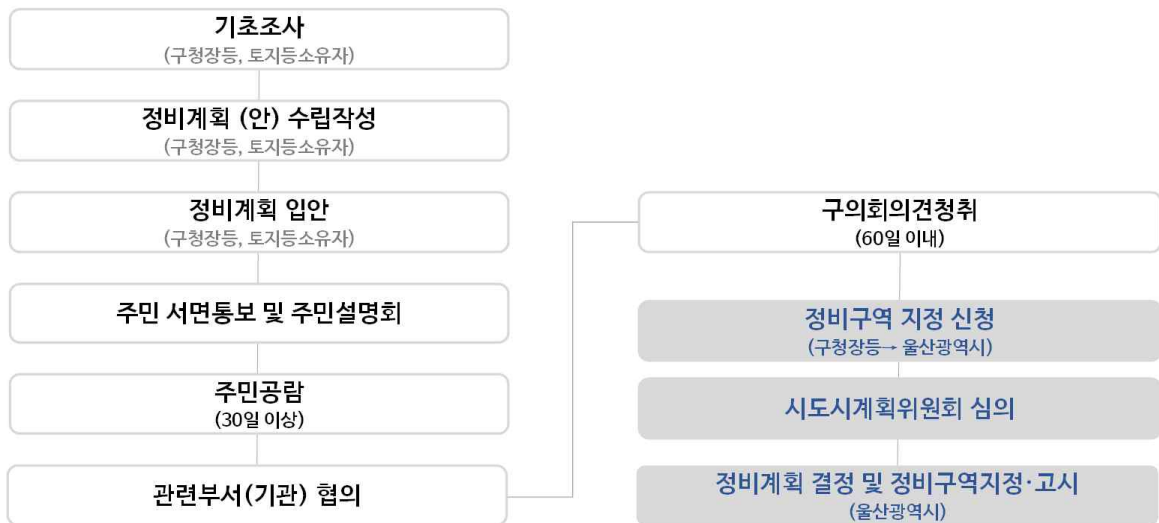 기초조사
(구청장등, 토지등소유자)
정비계획 (안) 수립작성
(구청장등, 토지등소유자)
정비계획 입안
(구청장등, 토지등소유자)
주민 서면통보 및 주민설명회
주민공람
(30일 이상)
관련부서(기관) 협의
구의회의견청취
(60일 이내)
정비구역 지정 신청
(구청장등→ 울산광역시)
시도시계획위원회 심의
정비계획 결정 및 정비구역지정·고시
(울산광역시)